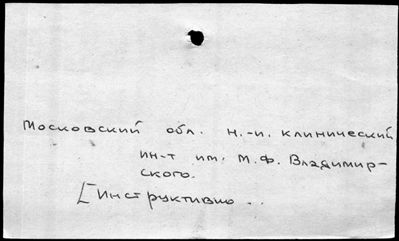 Московский обл. н.-и. клинический
ин-т им. М.Ф. Владимир-
ского.
[Инструктивно ..